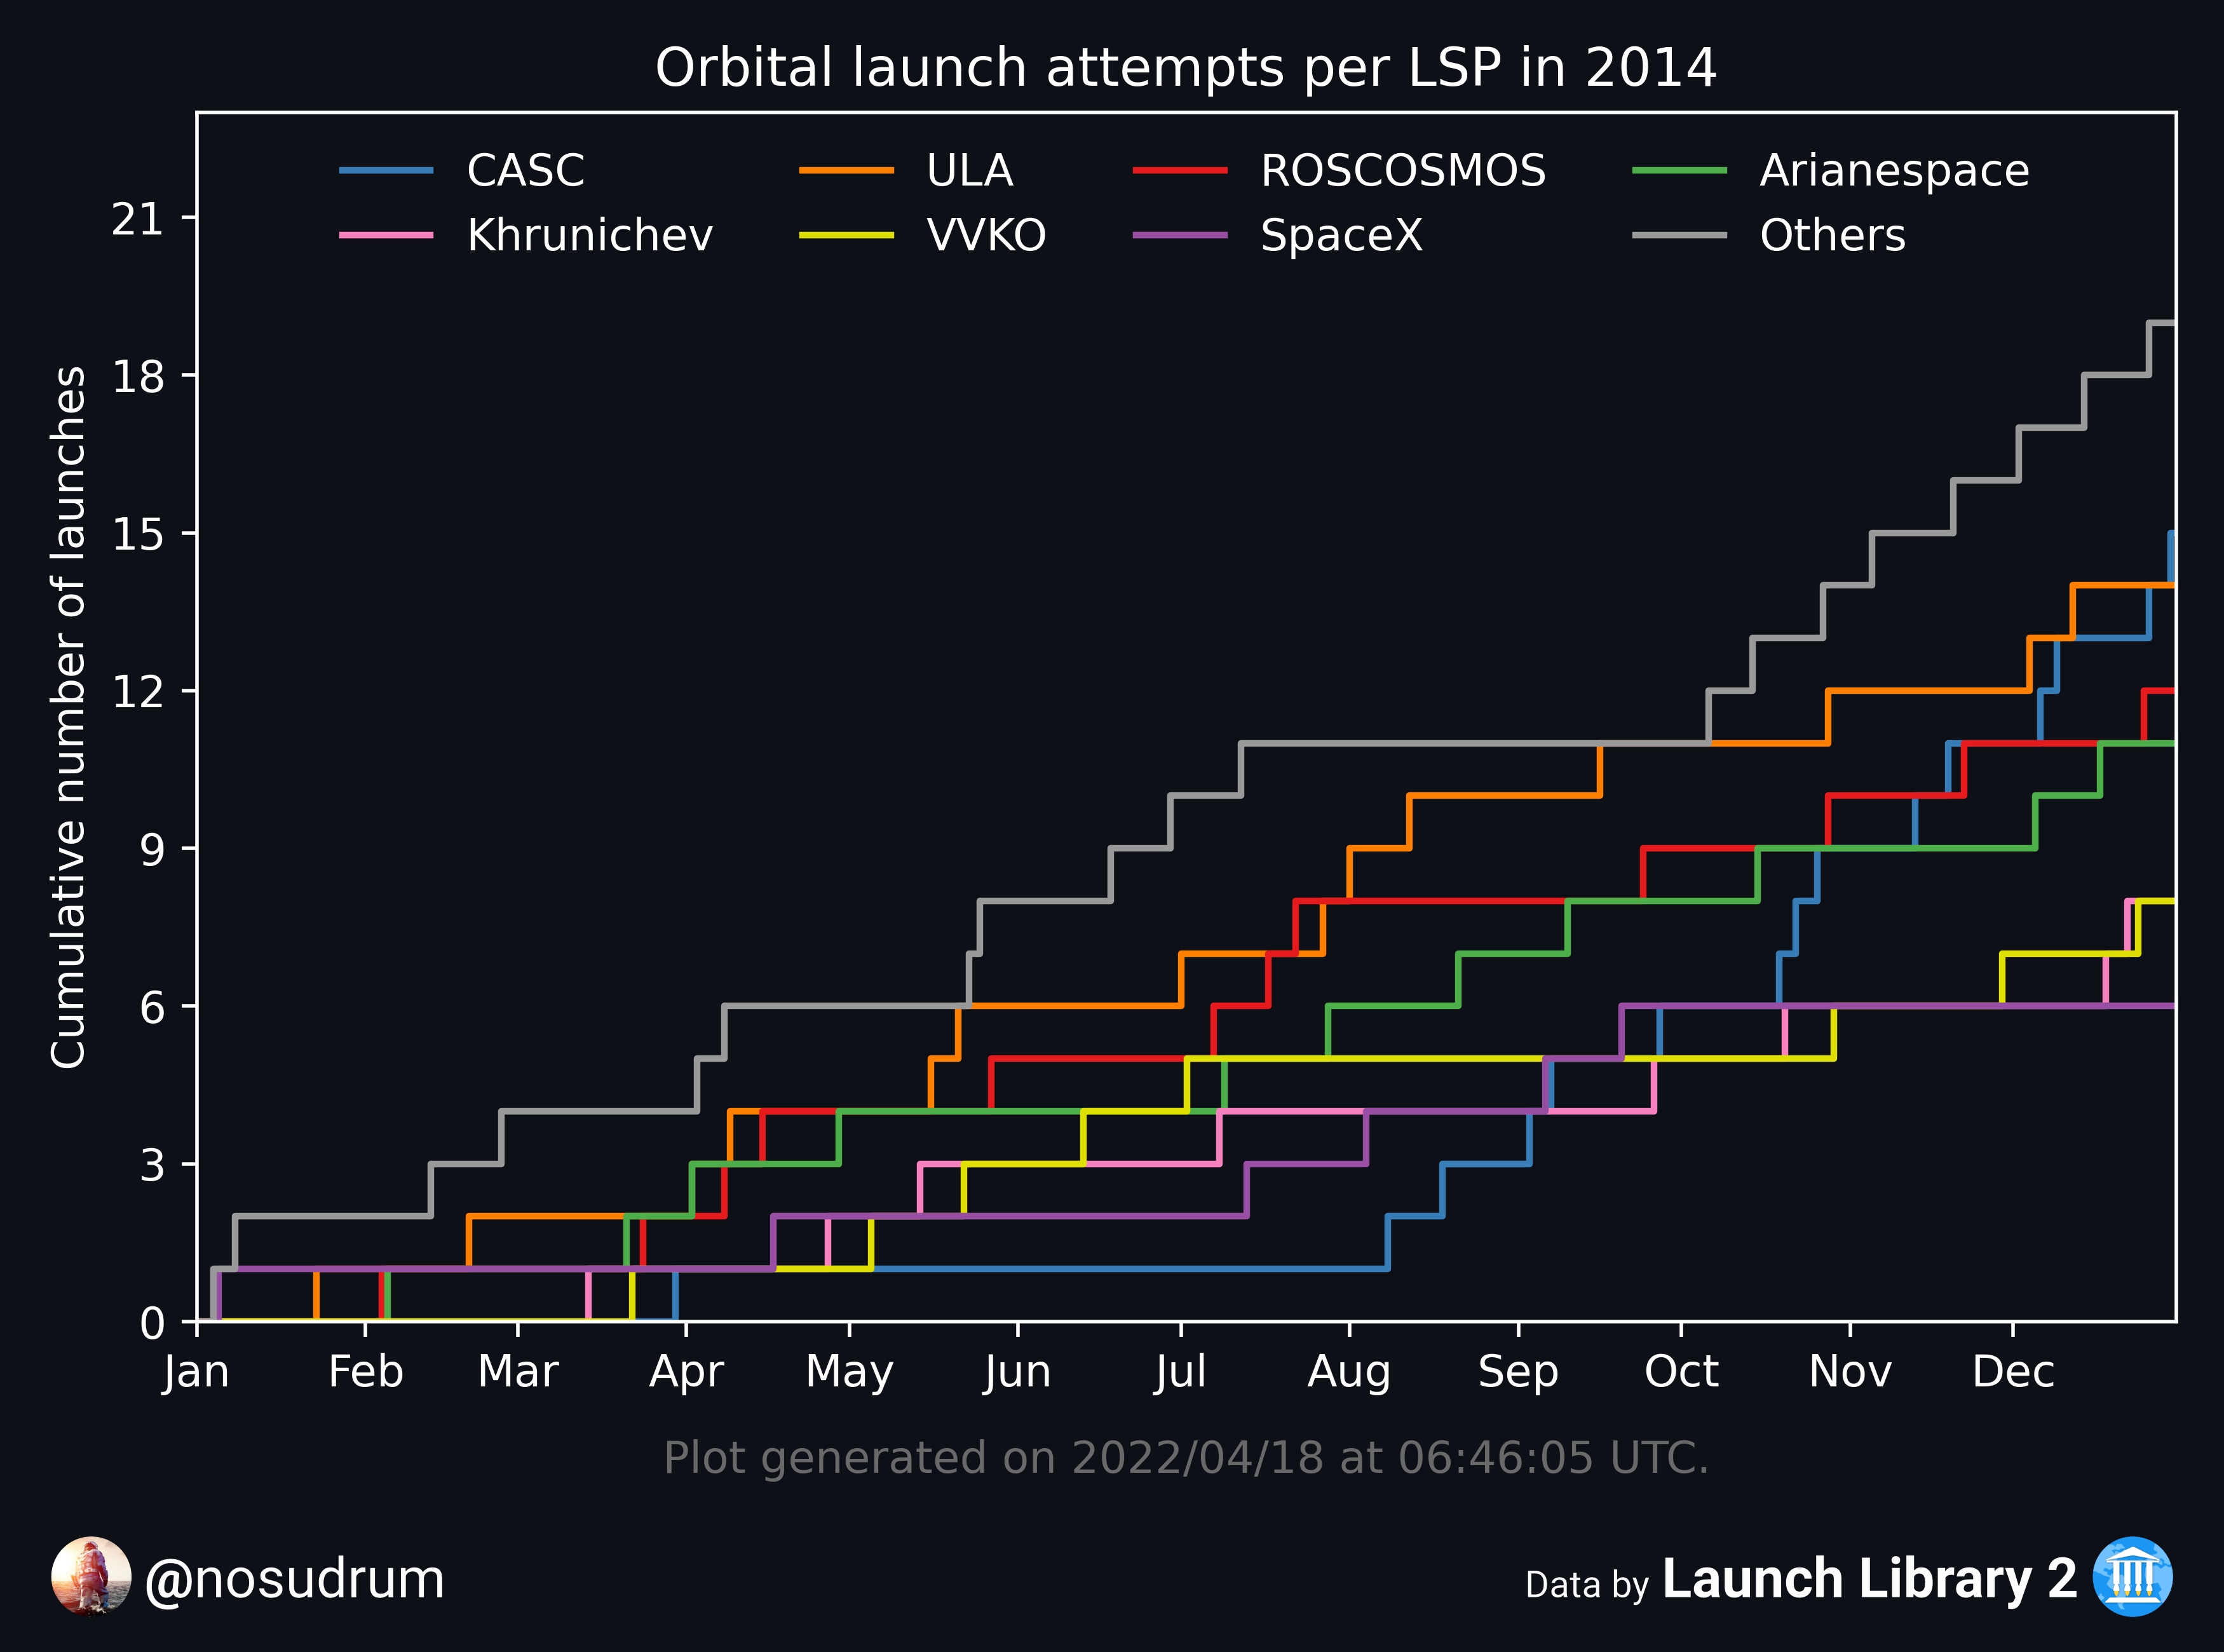 Orbital launch attempts per LSP in 2014
CASC ULA ROSCOSMOS Arianespace
Khrunichev VVKO SpaceX Others
Cumulative number of launches
21
18
15
12
9
6
3
0
Jan Feb Mar Apr May Jun Jul Aug Sep Oct Nov Dec
Plot generated on 2022/04/18 at 06:46:05 UTC.
@nosudrum
Data by Launch Library 2